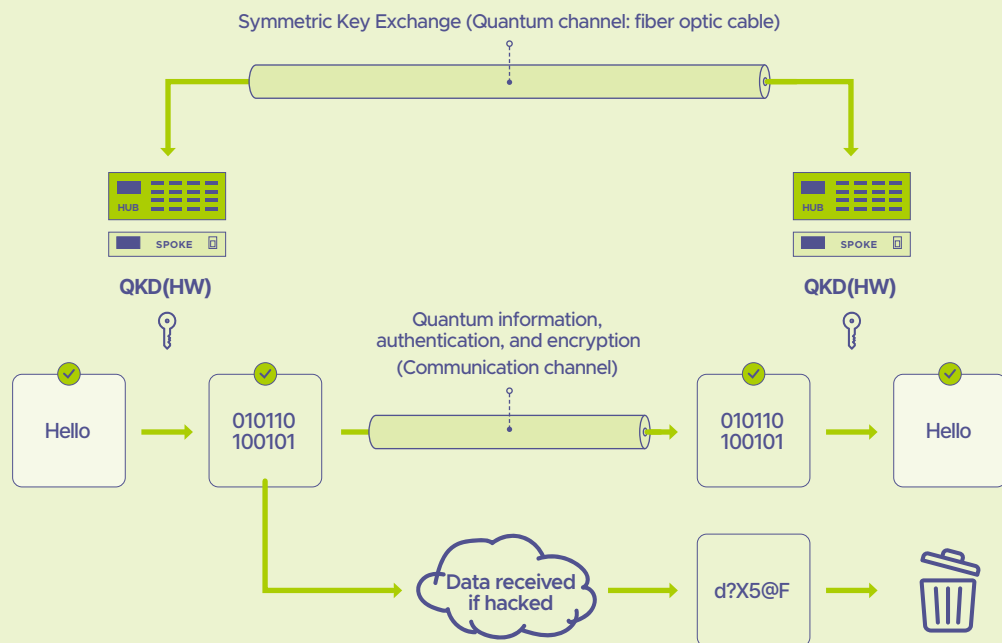 Symmetric Key Exchange (Quantum channel: fiber optic cable)
HUB
SPOKE
QKD(HW)
HUB
SPOKE
QKD(HW)
Quantum information,
authentication, and encryption
(Communication channel)
Hello
010110
100101
010110
100101
Hello
Data received
if hacked
d?X5@F